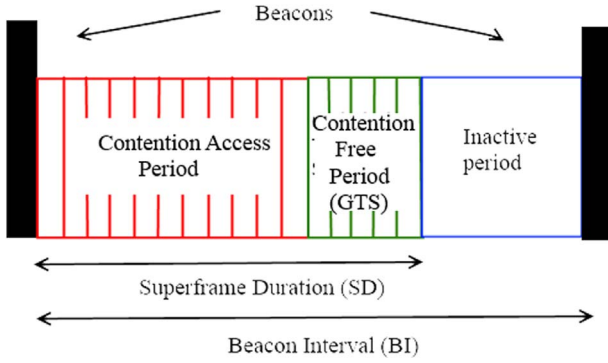 Beacons
Contention Access
Period
Contention
Free
Period
(GTS)
Inactive
period
Superframe Duration (SD)
Beacon Interval (BI)